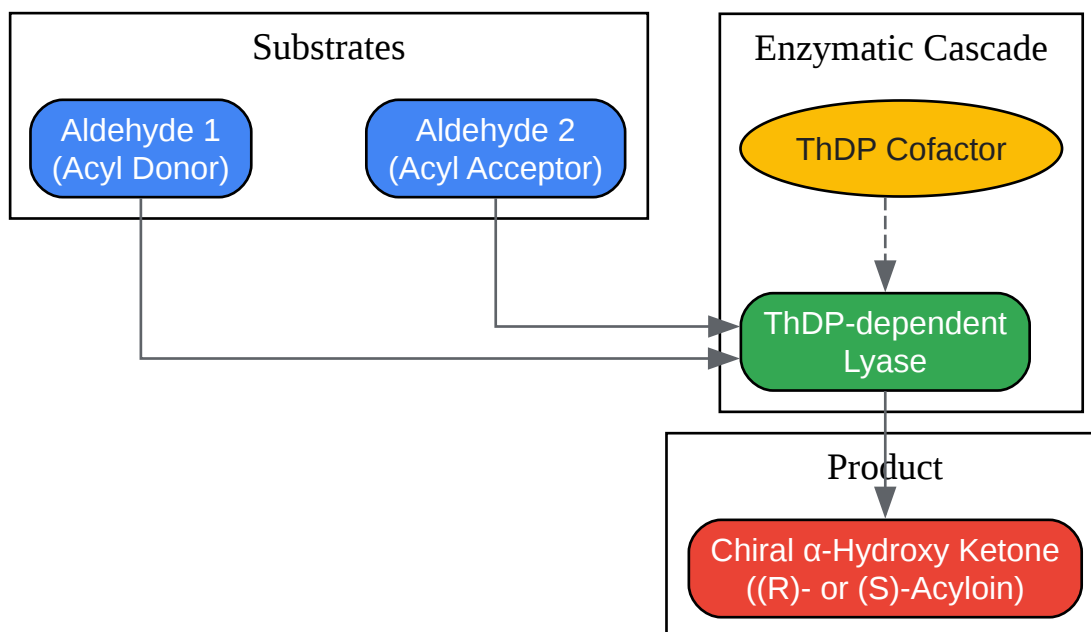 Substrates
Aldehyde 1
(Acyl Donor)
Aldehyde 2
(Acyl Acceptor)
Enzymatic Cascade
ThDP Cofactor
ThDP-dependent
Lyase
Product
Chiral α-Hydroxy Ketone
((R)- or (S)-Acyloin)